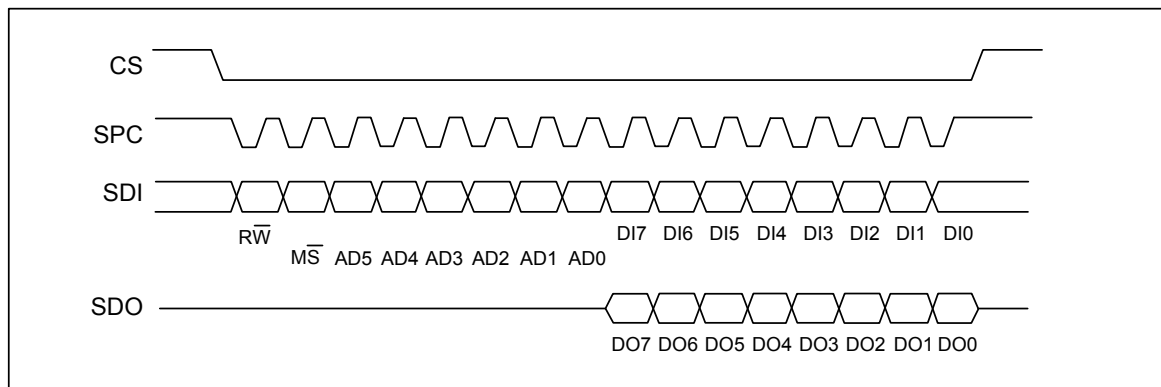 CS
SPC
SDI
RW̅ DI7 DI6 DI5 DI4 DI3 DI2 DI1 DI0
MS̅ AD5 AD4 AD3 AD2 AD1 AD0
SDO
DO7 DO6 DO5 DO4 DO3 DO2 DO1 DO0